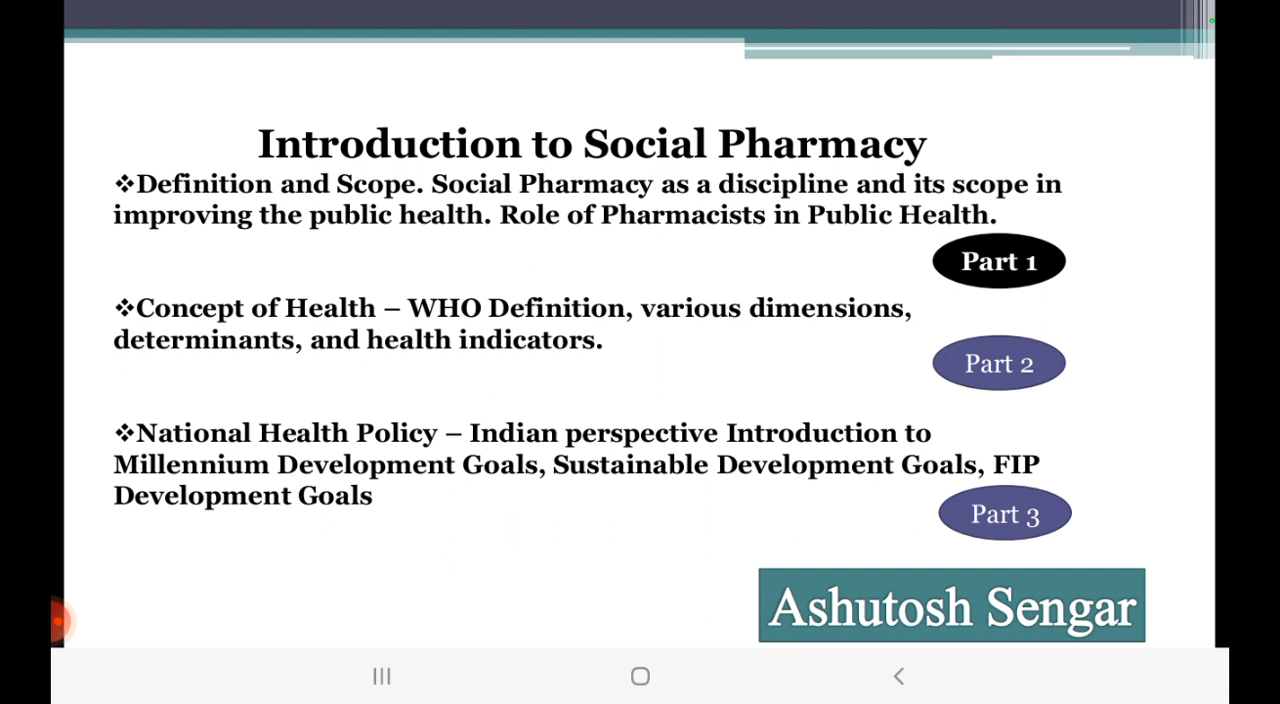 Introduction to Social Pharmacy
❖Definition and Scope. Social Pharmacy as a discipline and its scope in
improving the public health. Role of Pharmacists in Public Health.
Part 1
❖Concept of Health – WHO Definition, various dimensions,
determinants, and health indicators.
Part 2
❖National Health Policy – Indian perspective Introduction to
Millennium Development Goals, Sustainable Development Goals, FIP
Development Goals
Part 3
Ashutosh Sengar